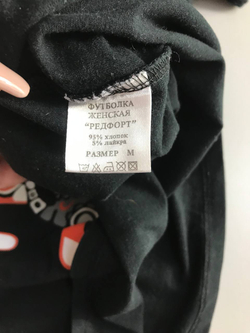 ФУТБОЛКА
ЖЕНСКАЯ
"РЕДФОРТ"
95% хлопок
5% лайкра
РАЗМЕР M